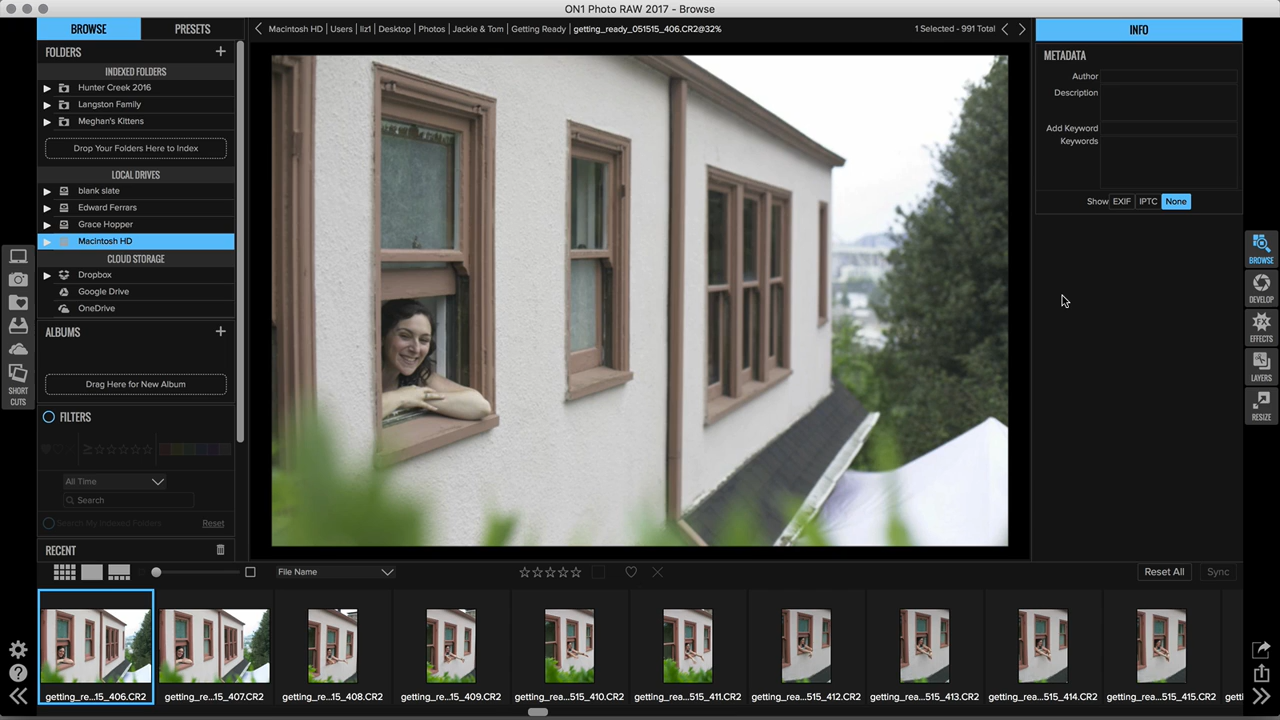 ON1 Photo RAW 2017 - Browse
BROWSE PRESETS
Macintosh HD | Users | llz1 | Desktop | Photos | Jackie & Tom | Getting Ready | getting_ready_051515_406.CR2@32%
1 Selected - 991 Total
INFO
FOLDERS
INDEXED FOLDERS
Hunter Creek 2016
Langston Family
Meghan's Kittens
Drop Your Folders Here to Index
LOCAL DRIVES
blank slate
Edward Ferrars
Grace Hopper
Macintosh HD
CLOUD STORAGE
Dropbox
Google Drive
OneDrive
ALBUMS
Drag Here for New Album
FILTERS
All Time
Search
Search My Indexed Folders Reset
RECENT
SHORT
CUTS
METADATA
Author
Description
Add Keyword
Keywords
Show EXIF IPTC None
BROWSE
DEVELOP
EFFECTS
LAYERS
RESIZE
File Name
Reset All Sync
getting_re...15_406.CR2
getting_re...15_407.CR2
getting_re...15_408.CR2
getting_re...15_409.CR2
getting_rea...515_410.CR2
getting_rea...515_411.CR2
getting_rea...515_412.CR2
getting_rea...515_413.CR2
getting_rea...515_414.CR2
getting_rea...515_415.CR2
gett